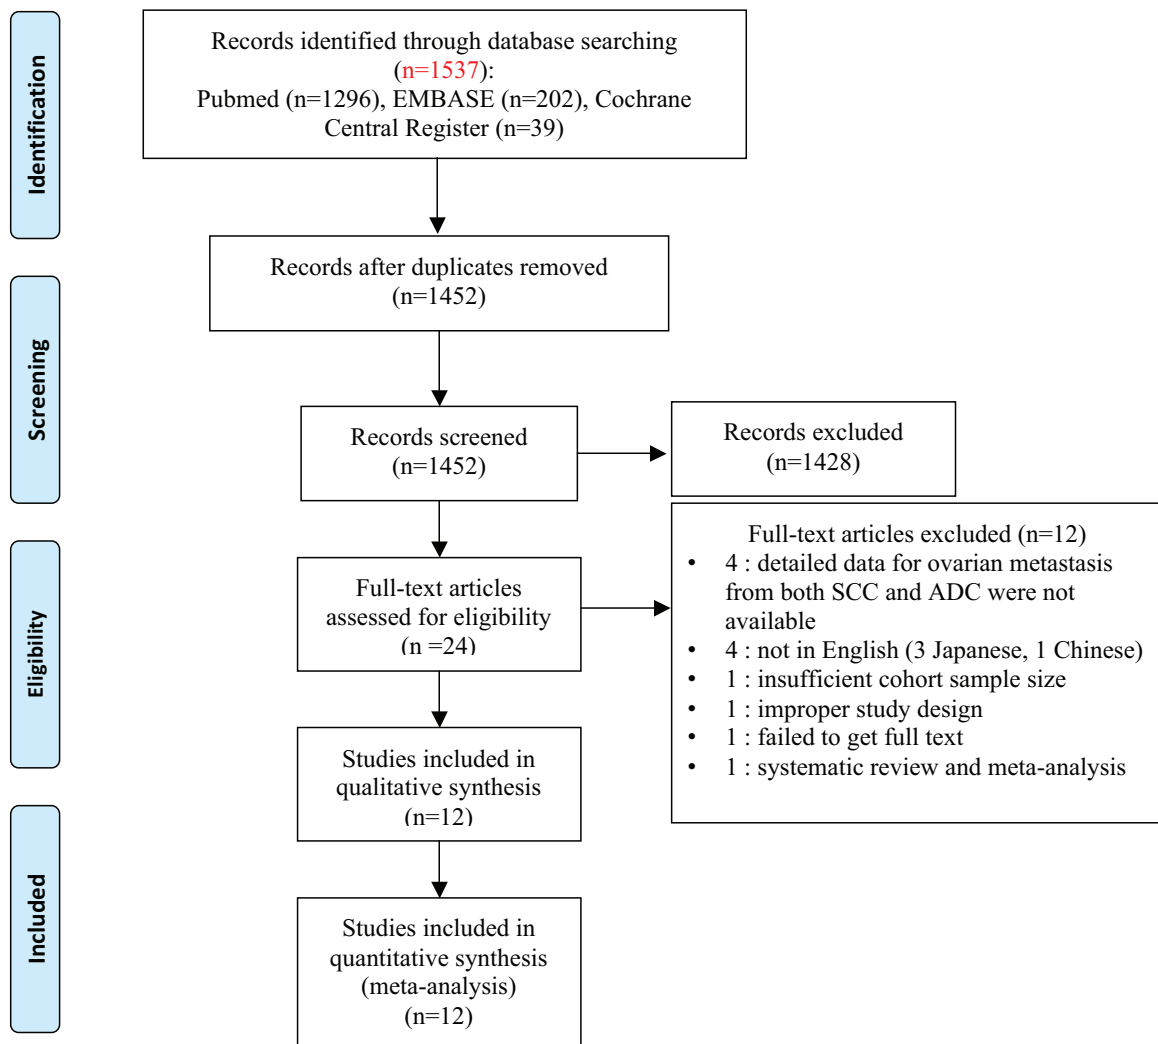 Identification
Records identified through database searching
(n=1537):
Pubmed (n=1296), EMBASE (n=202), Cochrane
Central Register (n=39)
Records after duplicates removed
(n=1452)
Screening
Records screened
(n=1452)
Records excluded
(n=1428)
Eligibility
Full-text articles
assessed for eligibility
(n =24)
Full-text articles excluded (n=12)
• 4 : detailed data for ovarian metastasis
from both SCC and ADC were not
available
• 4 : not in English (3 Japanese, 1 Chinese)
• 1 : insufficient cohort sample size
• 1 : improper study design
• 1 : failed to get full text
• 1 : systematic review and meta-analysis
Studies included in
qualitative synthesis
(n=12)
Included
Studies included in
quantitative synthesis
(meta-analysis)
(n=12)